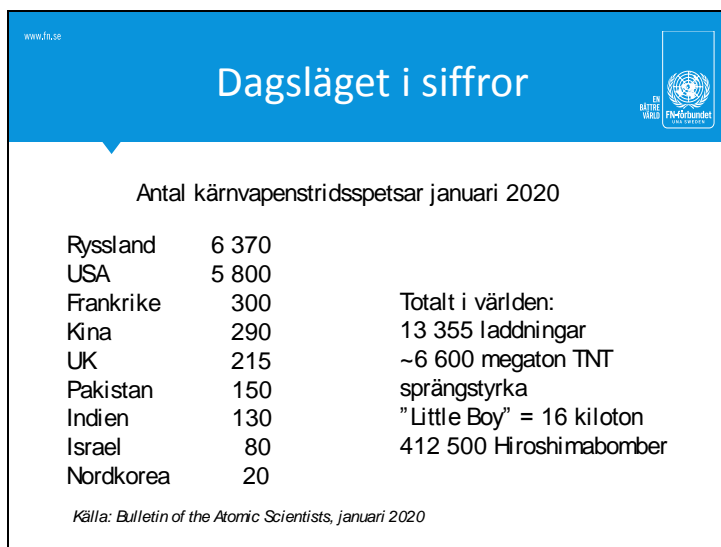 www.fn.se
Dagsläget i siffror
EN
BÄTTRE
VÄRLD
FN-förbundet
UNA SWEDEN
Antal kärnvapenstridsspetsar januari 2020
Ryssland 6 370
USA 5 800
Frankrike 300
Kina 290
UK 215
Pakistan 150
Indien 130
Israel 80
Nordkorea 20
Totalt i världen:
13 355 laddningar
~6 600 megaton TNT
sprängstyrka
”Little Boy” = 16 kiloton
412 500 Hiroshimabomber
Källa: Bulletin of the Atomic Scientists, januari 2020